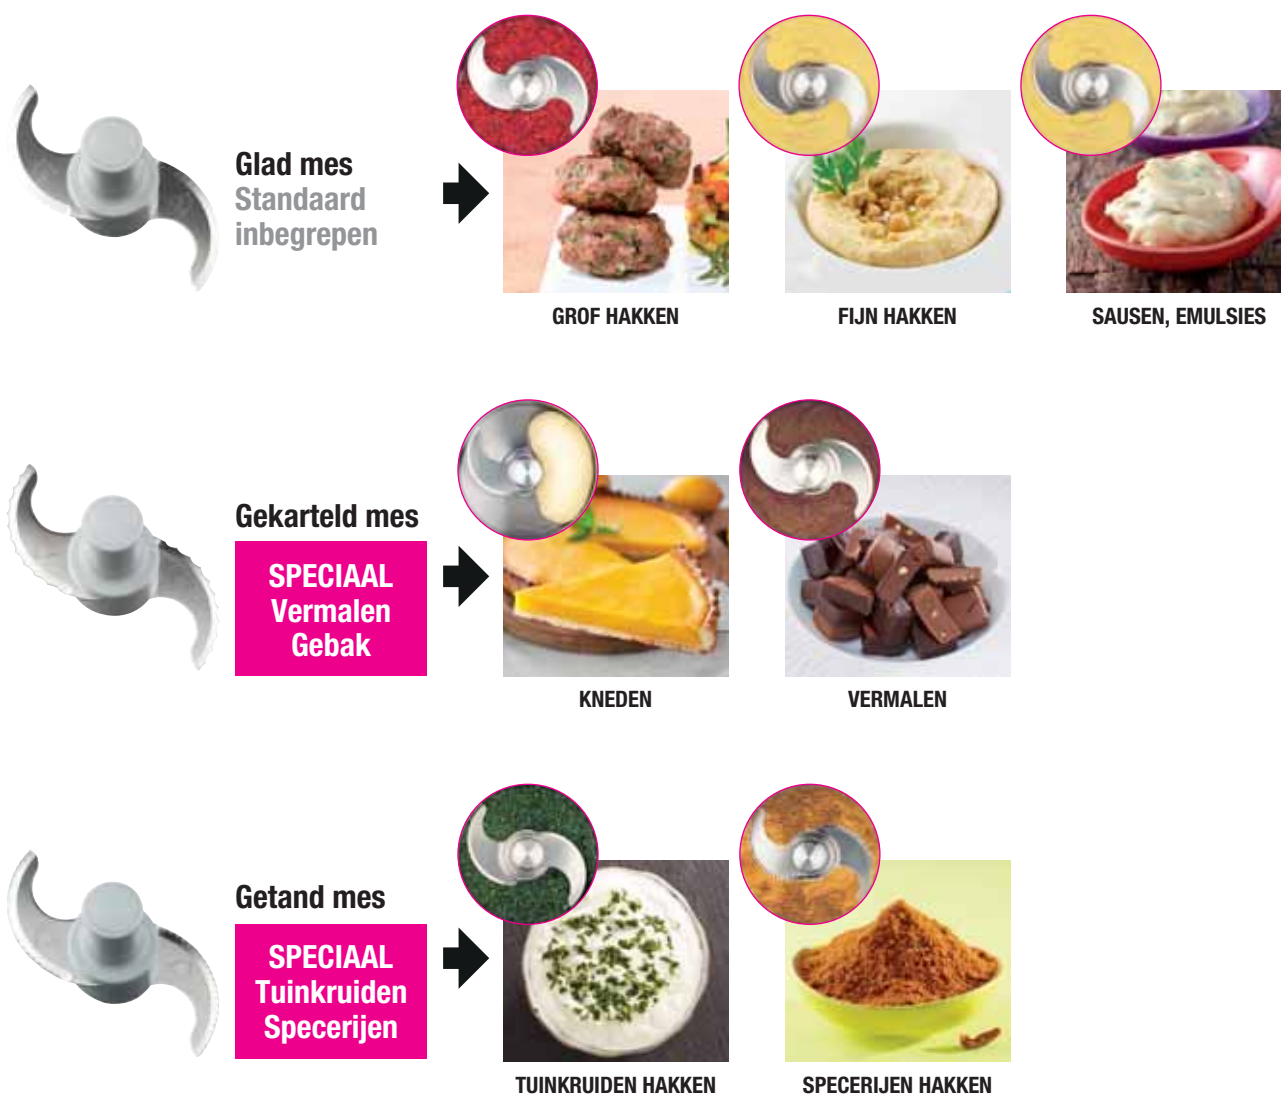 Glad mes
Standaard
inbegrepen
GROF HAKKEN
FIJN HAKKEN
SAUSEN, EMULSIES
Gekarteld mes
SPECIAAL
Vermalen
Gebak
KNEDEN
VERMALEN
Getand mes
SPECIAAL
Tuinkruiden
Specerijen
TUINKRUIDEN HAKKEN
SPECERIJEN HAKKEN